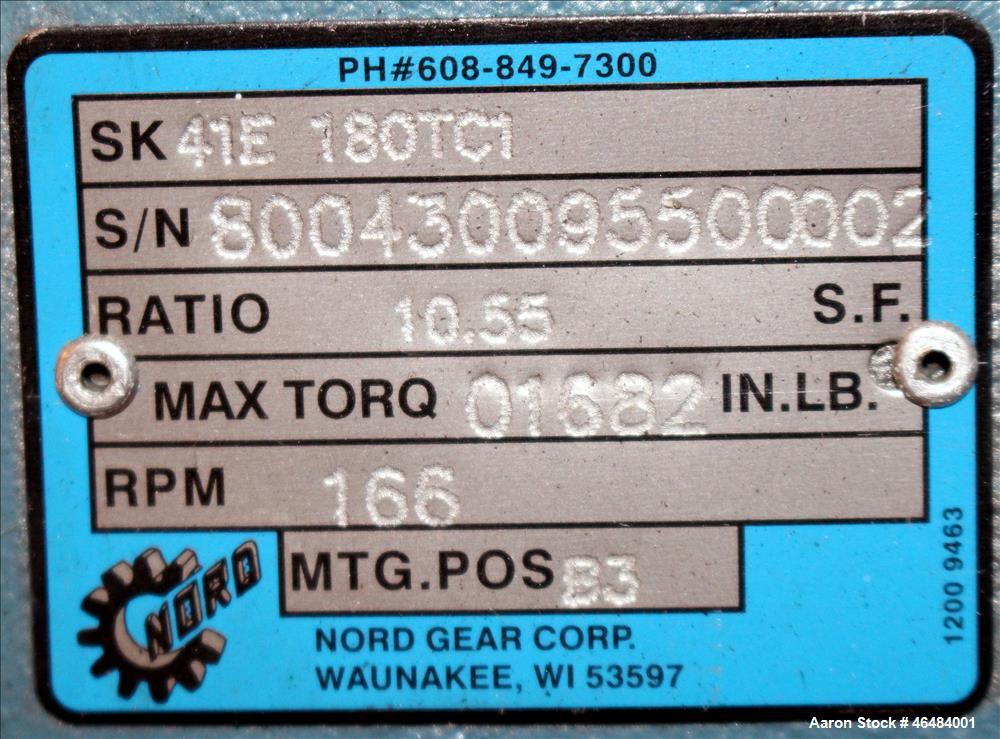 PH#608-849-7300
SK 41E 180TC1
S/N 800430095500002
RATIO 10.55 S.F.
MAX TORQ 01682 IN.LB.
RPM 166
MTG.POS B3
NORD
NORD GEAR CORP.
WAUNAKEE, WI 53597
1200 9463
Aaron Stock # 46484001